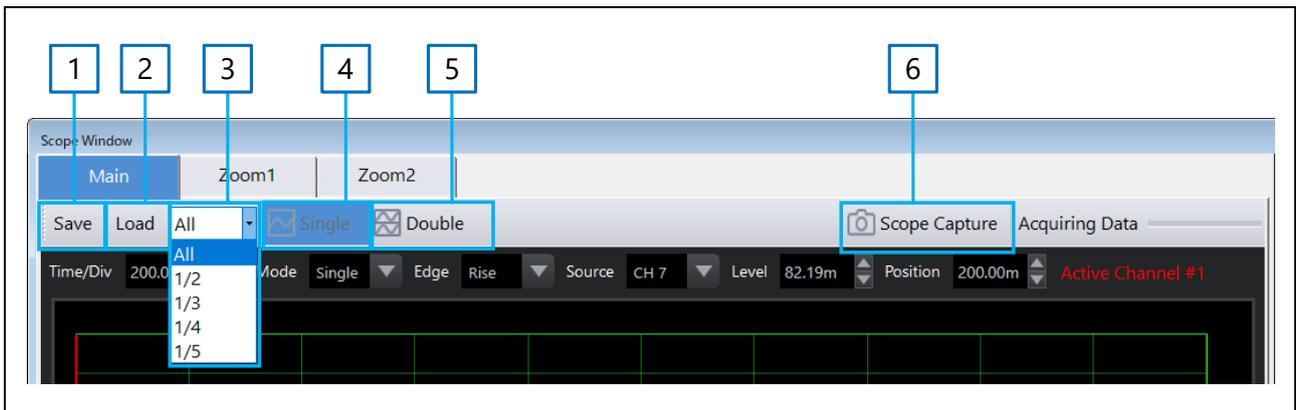 1 2 3 4 5 6
Scope Window
Main Zoom1 Zoom2
Save Load All Single Double Scope Capture Acquiring Data
All
Time/Div 200.0 Mode Single Edge Rise Source CH 7 Level 82.19m Position 200.00m Active Channel #1
1/2
1/3
1/4
1/5